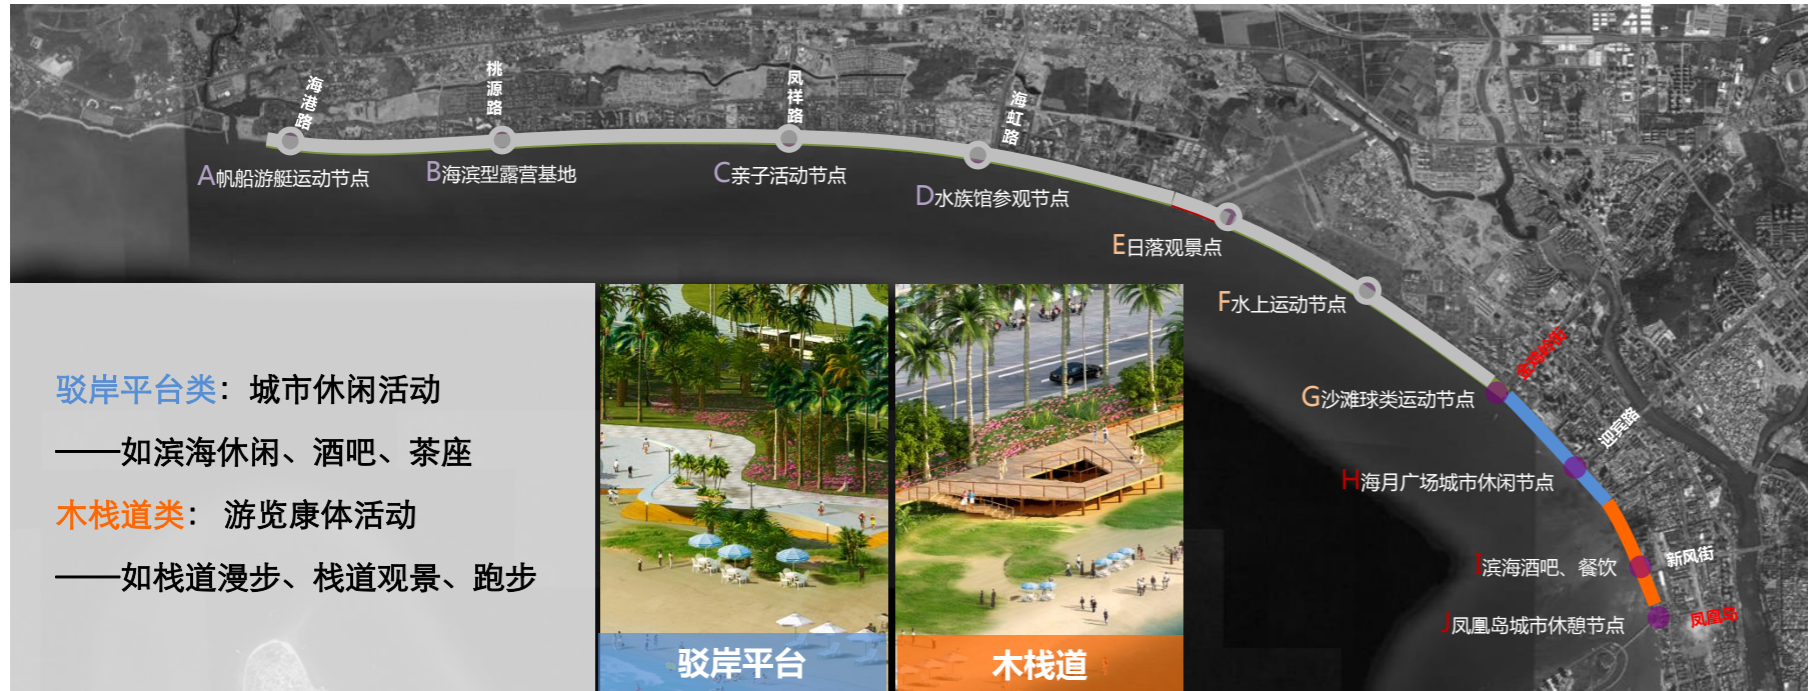 海港路
桃源路
凤祥路
海虹路
A帆船游艇运动节点
B海滨型露营基地
C亲子活动节点
D水族馆参观节点
E日落观景点
F水上运动节点
G沙滩球类运动节点
迎宾路
H海月广场城市休闲节点
I滨海酒吧、餐饮
新风街
J凤凰岛城市休憩节点
凤凰岛
驳岸平台类：城市休闲活动
——如滨海休闲、酒吧、茶座
木栈道类： 游览康体活动
——如栈道漫步、栈道观景、跑步
驳岸平台
木栈道